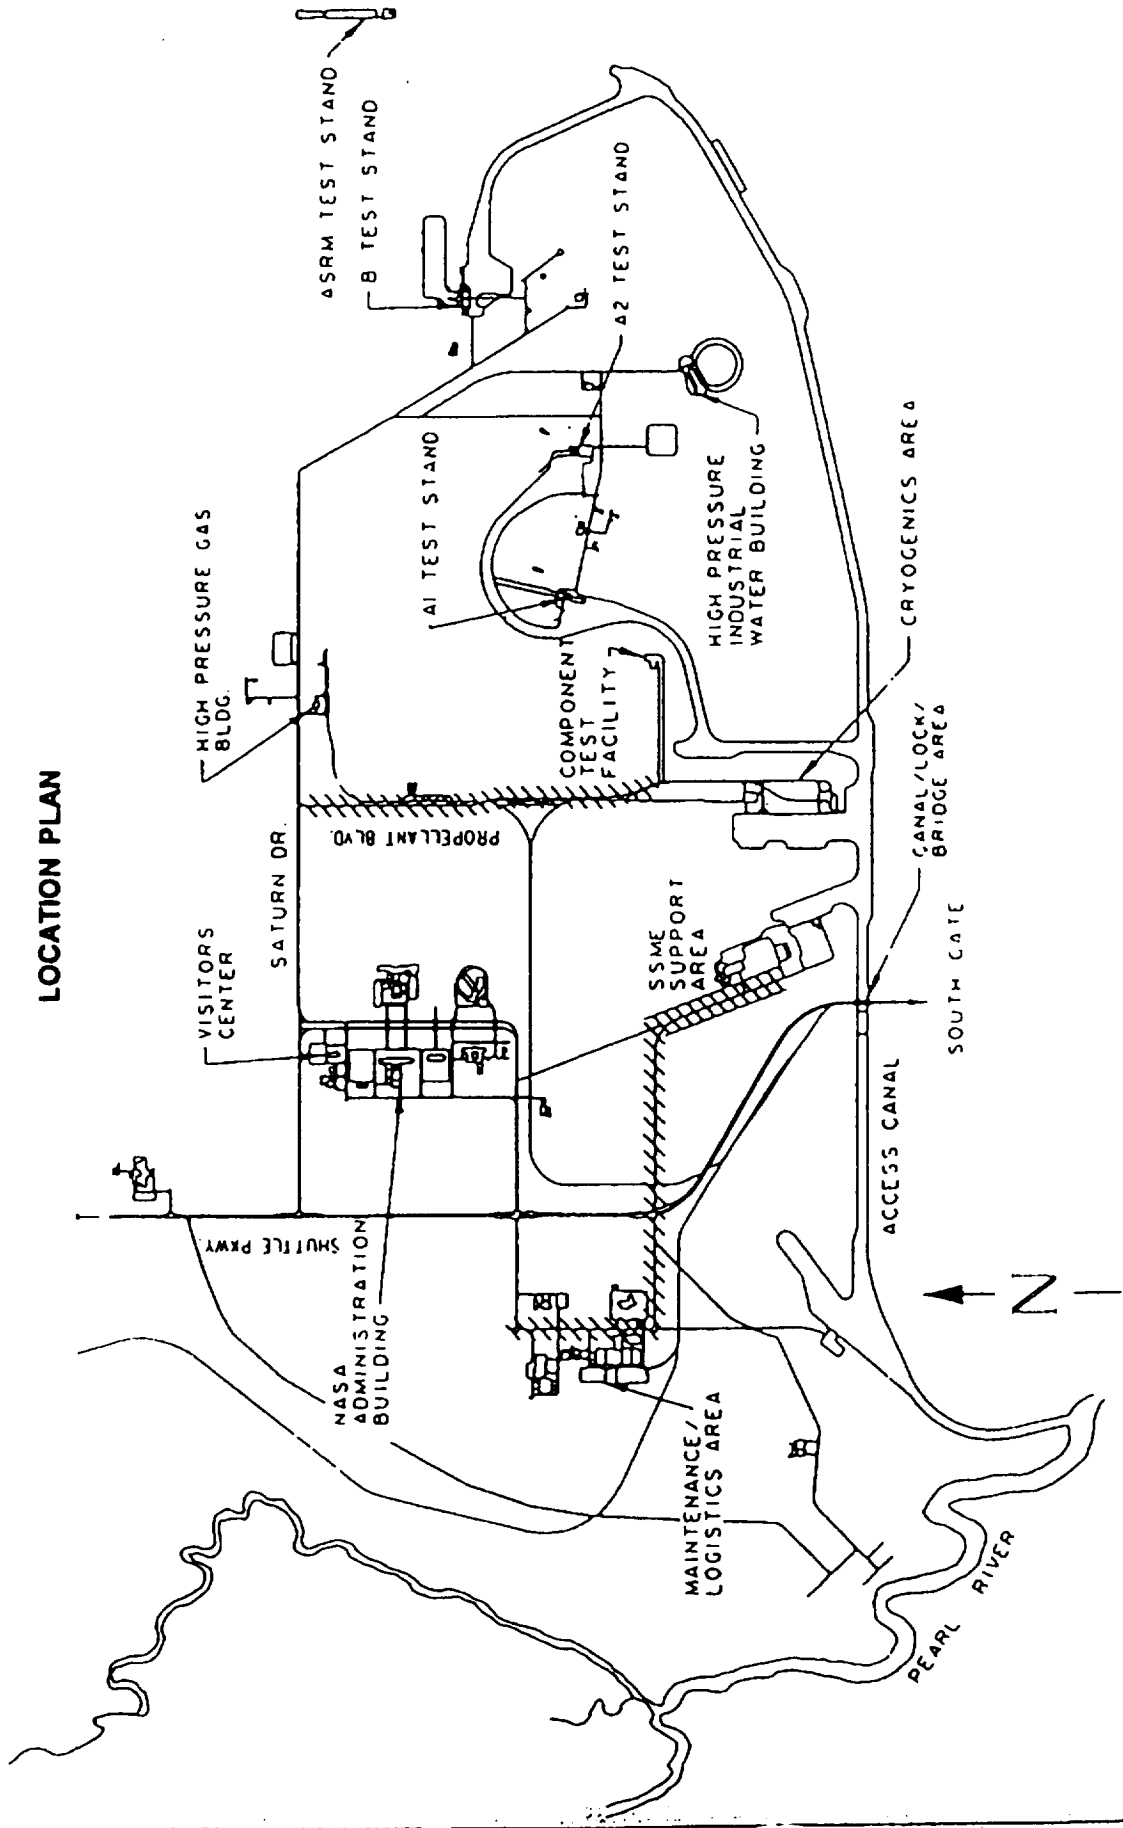 LOCATION PLAN
ASRM TEST STAND
B TEST STAND
HIGH PRESSURE GAS
BLDG.
A2 TEST STAND
A1 TEST STAND
VISITORS
CENTER
SATURN DR.
PROPELLANT BLVD.
COMPONENT
TEST
FACILITY
HIGH PRESSURE
INDUSTRIAL
WATER BUILDING
CRYOGENICS AREA
SSME
SUPPORT
AREA
CANAL/LOCK/
BRIDGE AREA
SOUTH GATE
ACCESS CANAL
SHUTTLE PKWY
NASA
ADMINISTRATION
BUILDING
MAINTENANCE/
LOGISTICS AREA
N
PEARL RIVER